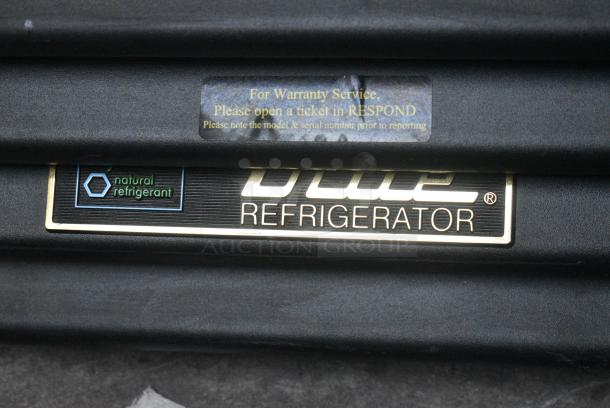 For Warranty Service,
Please open a ticket in RESPOND
Please note the model & serial number prior to reporting
natural
refrigerant
true®
REFRIGERATOR
AUCTION GROUP